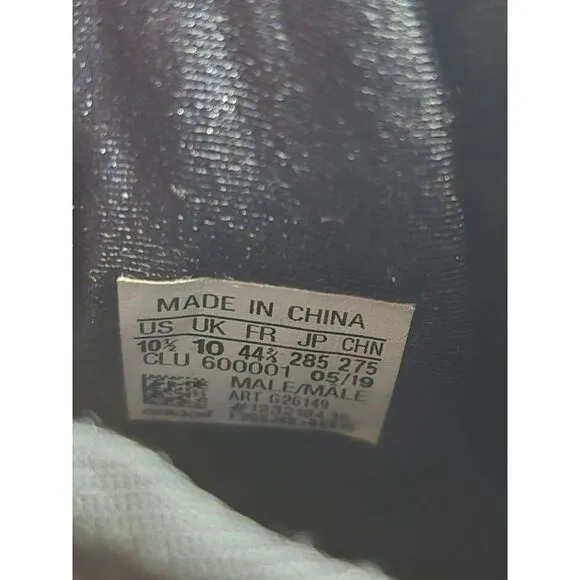 MADE IN CHINA
US UK FR JP CHN
10½ 10 44⅔ 285 275
CLU 600001 05/19
MALE/MÂLE
ART G26149